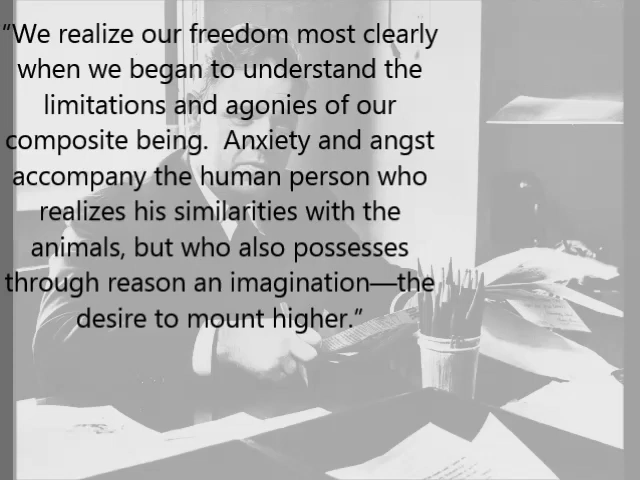 “We realize our freedom most clearly
when we began to understand the
limitations and agonies of our
composite being.  Anxiety and angst
accompany the human person who
realizes his similarities with the
animals, but who also possesses
through reason an imagination—the
desire to mount higher.”